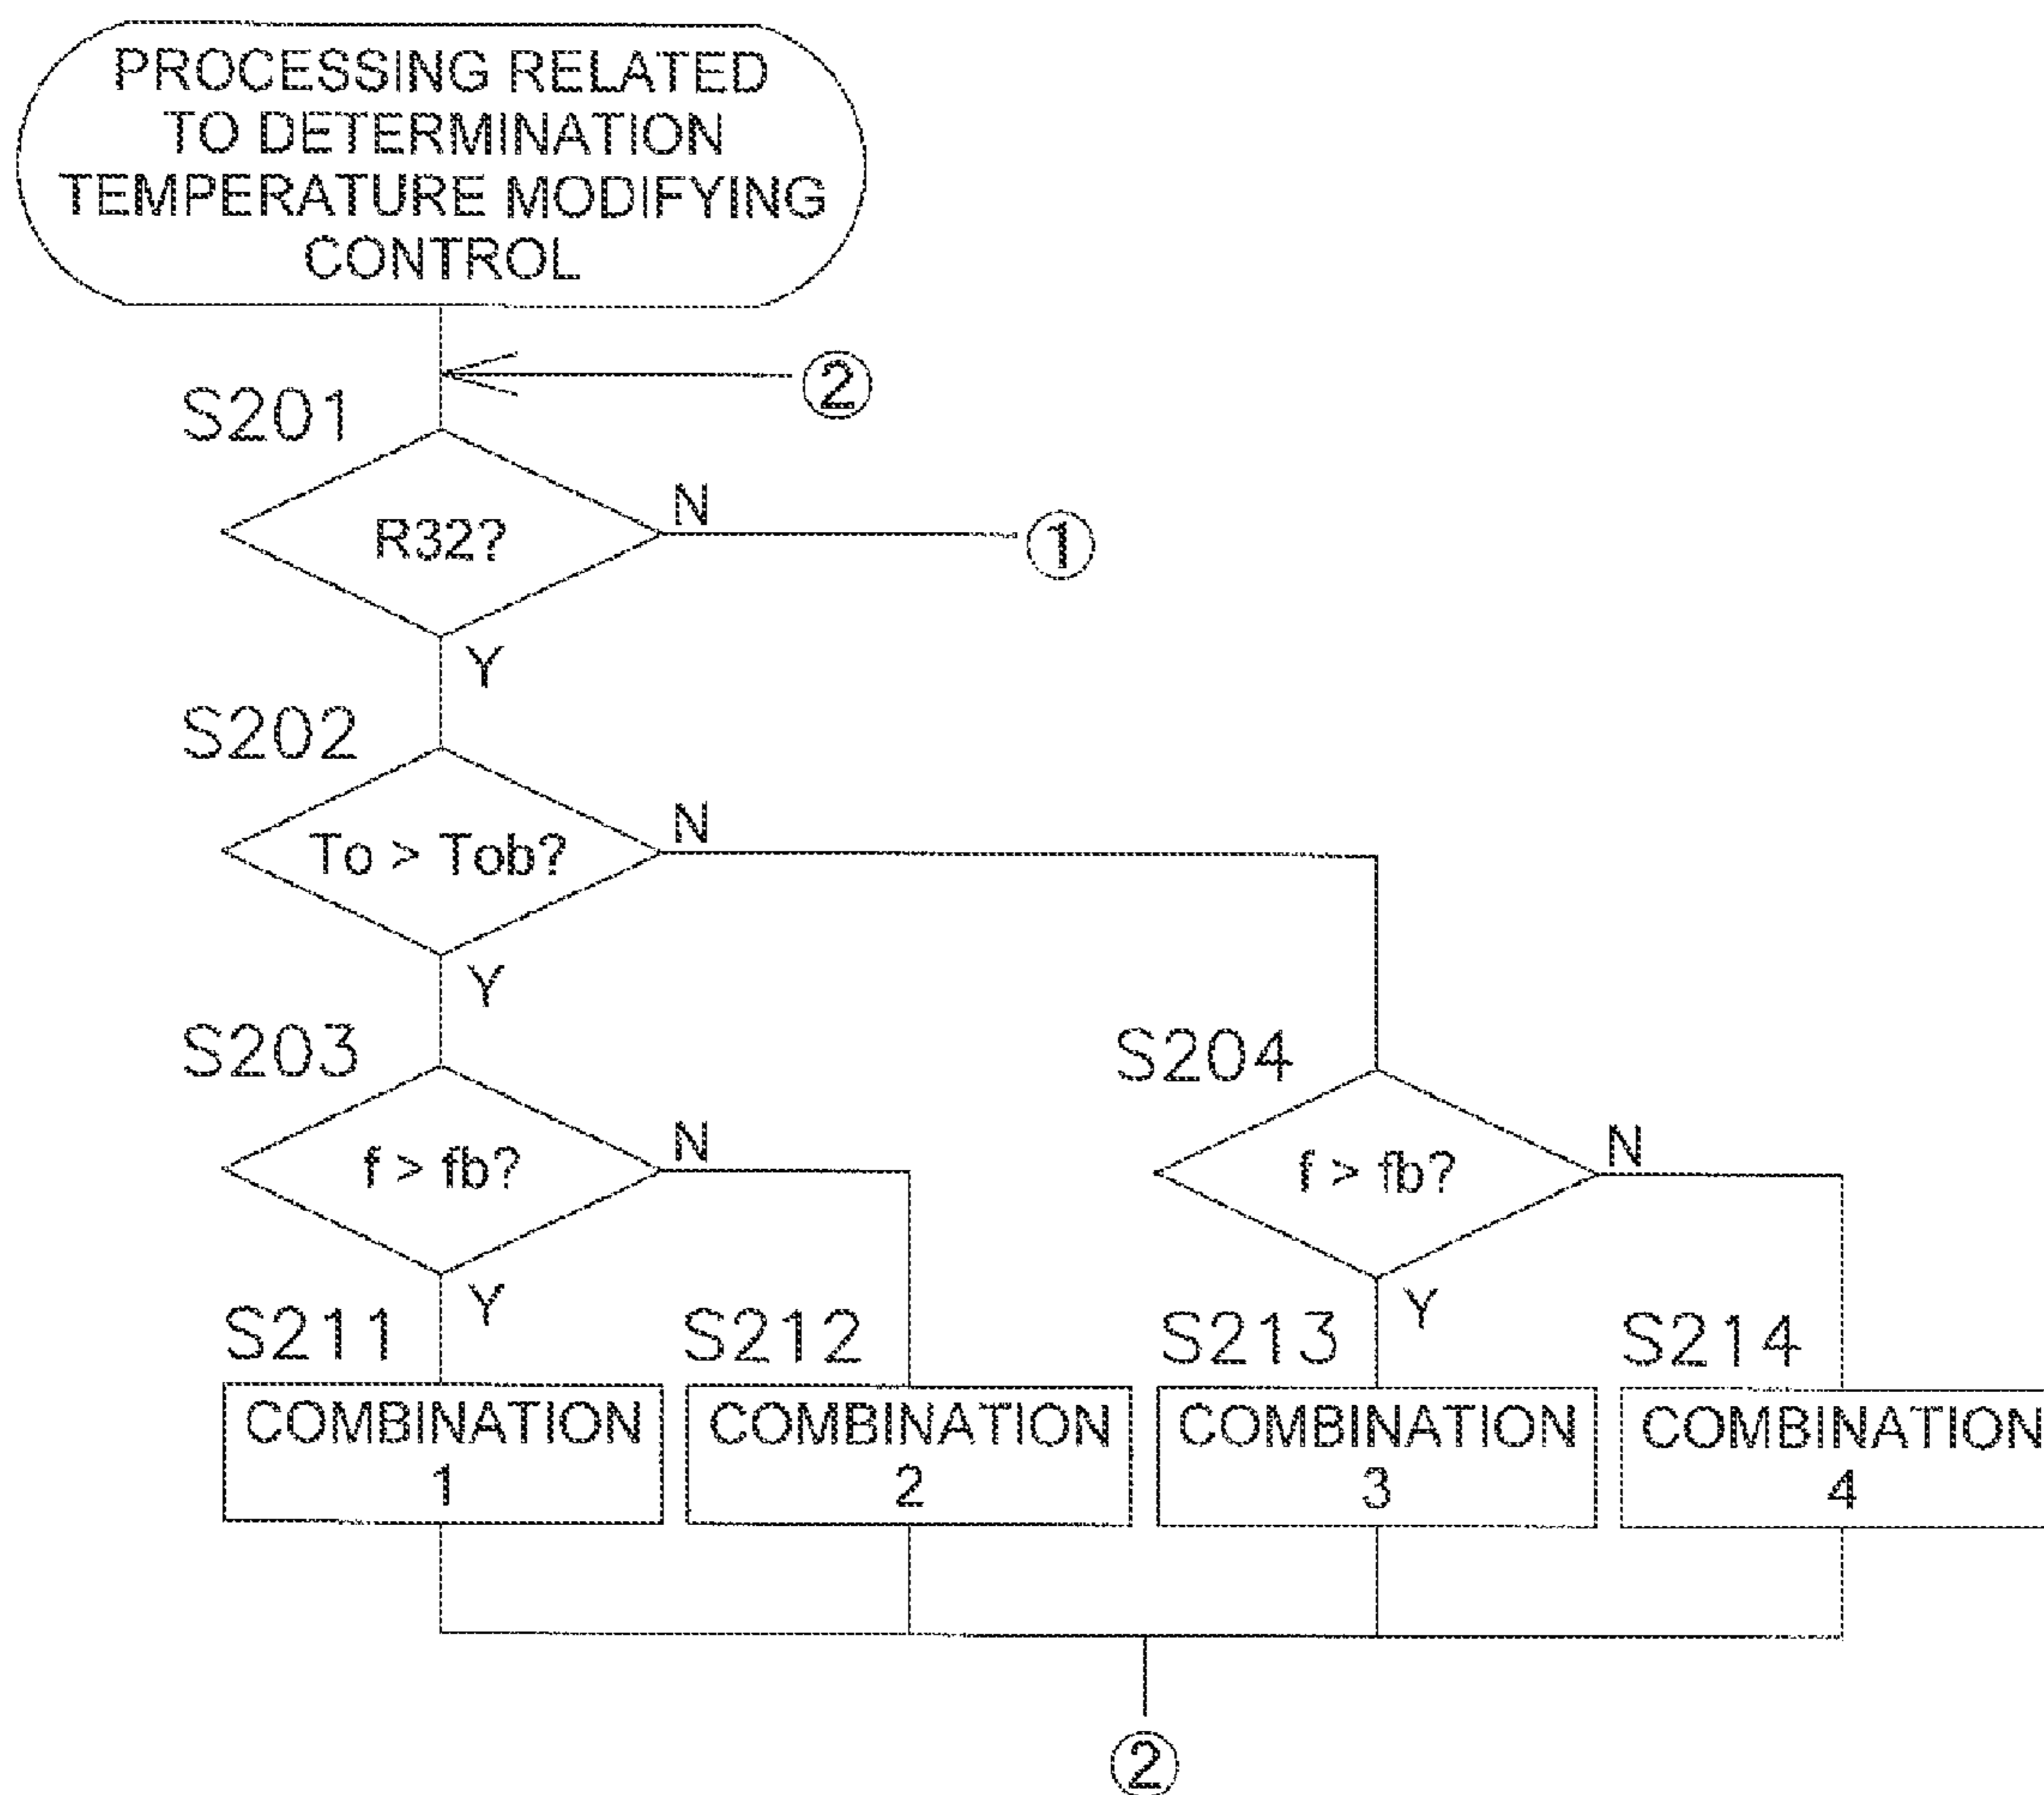 PROCESSING RELATED
TO DETERMINATION
TEMPERATURE MODIFYING
CONTROL
②
S201
R32?
N
①
Y
S202
To > Tob?
N
Y
S203
f > fb?
N
Y
S204
f > fb?
N
Y
S211
COMBINATION
1
S212
COMBINATION
2
S213
COMBINATION
3
S214
COMBINATION
4
②